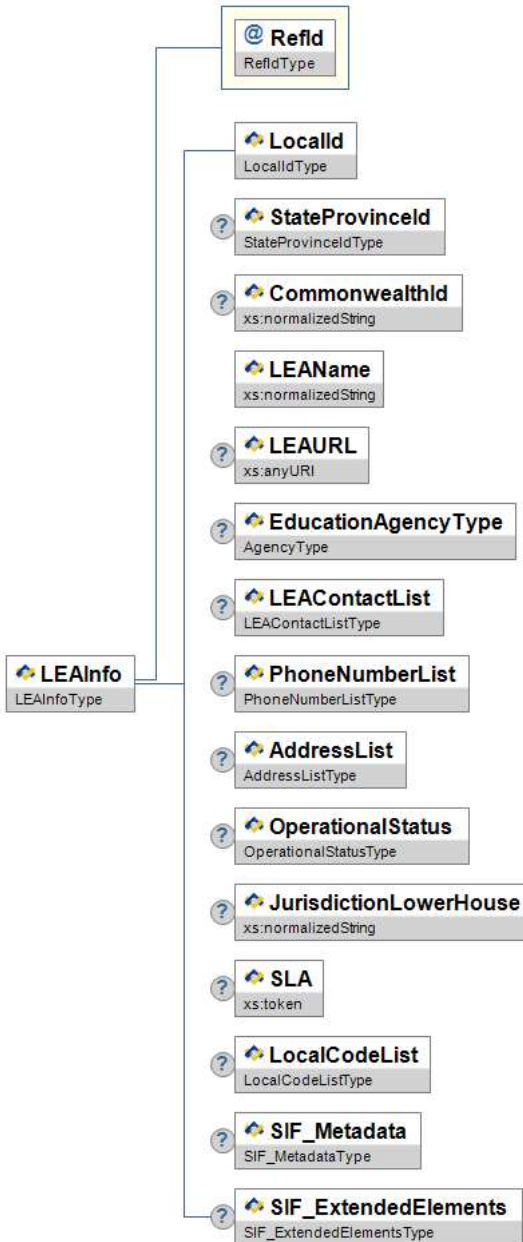 @ RefId
RefIdType
LocalId
LocalIdType
? StateProvinceId
StateProvinceIdType
? CommonwealthId
xs:normalizedString
LEAName
xs:normalizedString
? LEAURL
xs:anyURI
? EducationAgencyType
AgencyType
? LEAContactList
LEAContactListType
LEAInfo
LEAInfoType
? PhoneNumberList
PhoneNumberListType
? AddressList
AddressListType
? OperationalStatus
OperationalStatusType
? JurisdictionLowerHouse
xs:normalizedString
? SLA
xs:token
? LocalCodeList
LocalCodeListType
? SIF_Metadata
SIF_MetadataType
? SIF_ExtendedElements
SIF_ExtendedElementsType